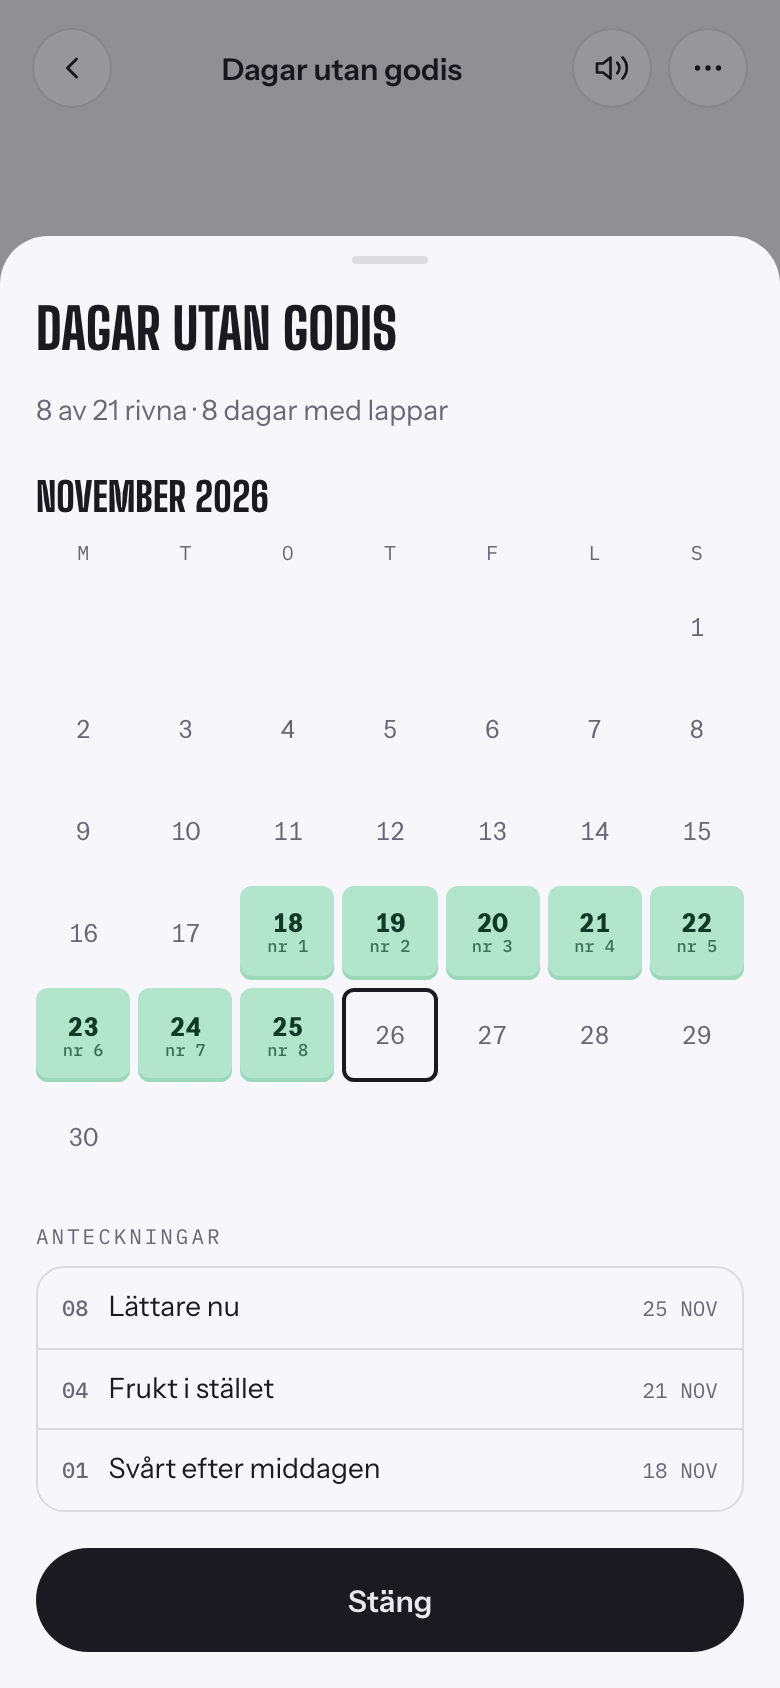 Dagar utan godis
DAGAR UTAN GODIS
8 av 21 rivna · 8 dagar med lappar
NOVEMBER 2026
M T O T F L S
1
2 3 4 5 6 7 8
9 10 11 12 13 14 15
16 17 18 19 20 21 22
nr 1 nr 2 nr 3 nr 4 nr 5
23 24 25 26 27 28 29
nr 6 nr 7 nr 8
30
ANTECKNINGAR
08 Lättare nu 25 NOV
04 Frukt i stället 21 NOV
01 Svårt efter middagen 18 NOV
Stäng